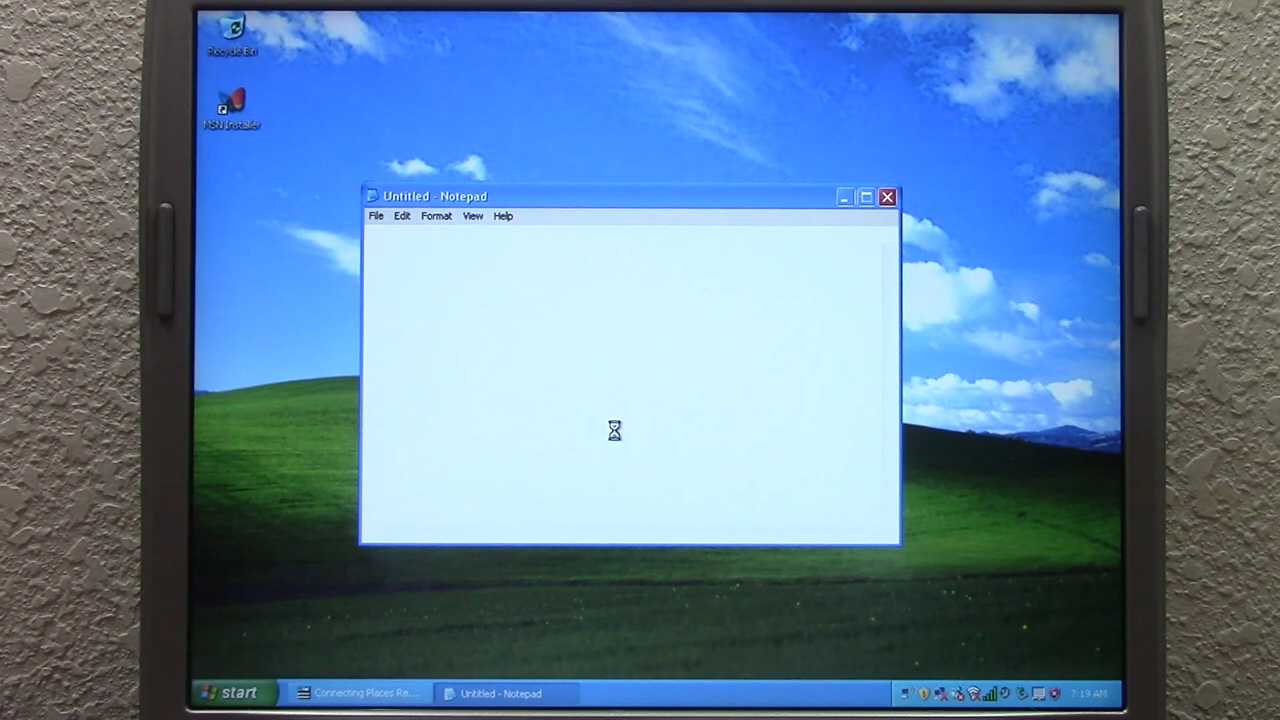 Recycle Bin
MSN Installer
Untitled - Notepad
File Edit Format View Help
start
Connecting Places Re...
Untitled - Notepad
7:19 AM